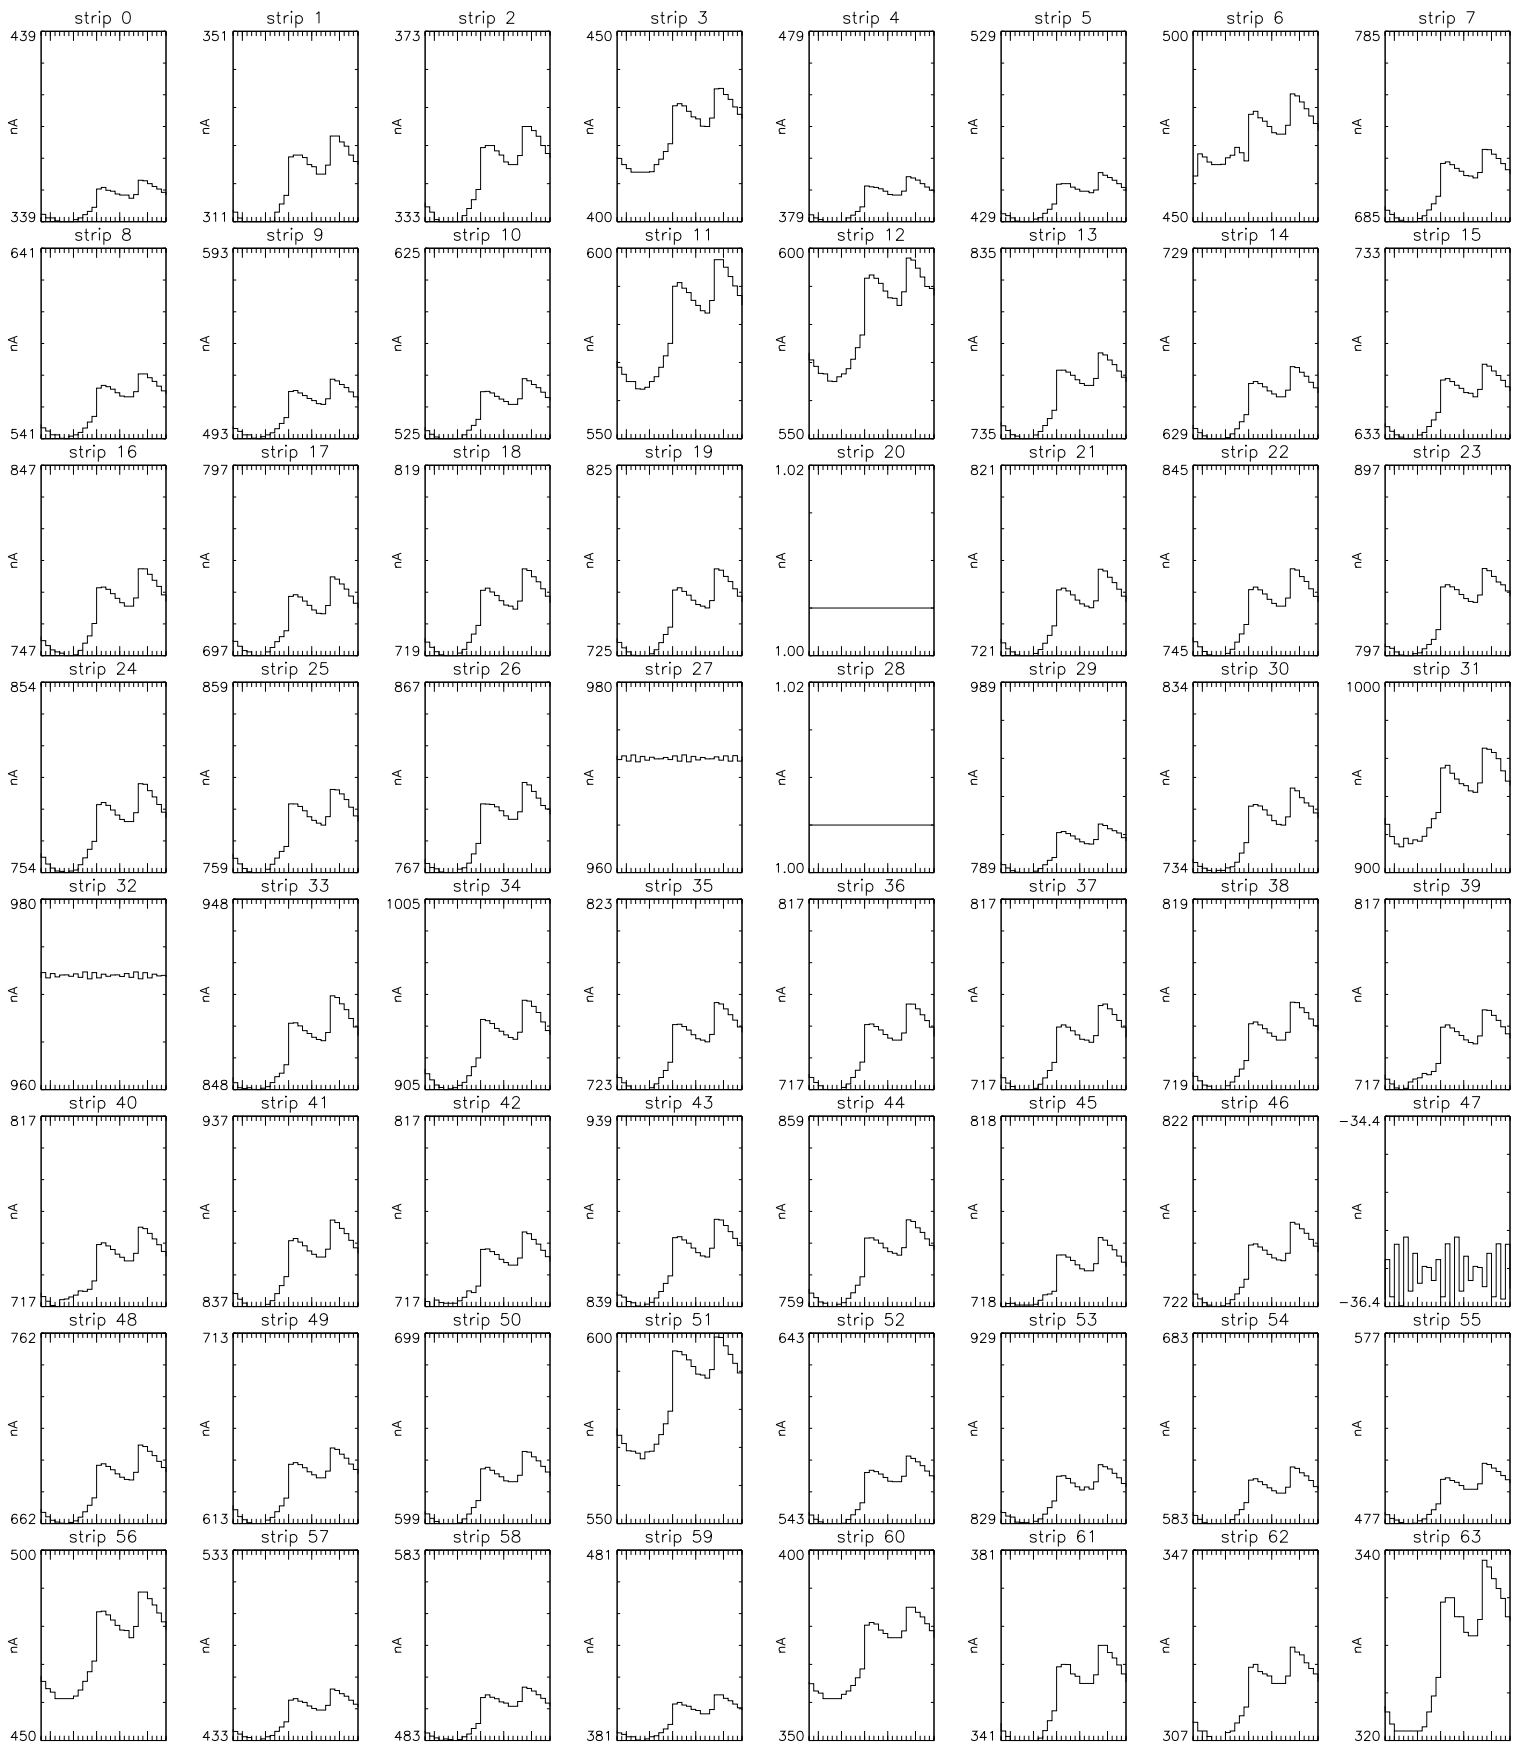 strip 0 strip 1 strip 2 strip 3 strip 4 strip 5 strip 6 strip 7
439 351 373 450 479 529 500 785
nA nA nA nA nA nA nA nA
339 311 333 400 379 429 450 685
strip 8 strip 9 strip 10 strip 11 strip 12 strip 13 strip 14 strip 15
641 593 625 600 600 835 729 733
nA nA nA nA nA nA nA nA
541 493 525 550 550 735 629 633
strip 16 strip 17 strip 18 strip 19 strip 20 strip 21 strip 22 strip 23
847 797 819 825 1.02 821 845 897
nA nA nA nA nA nA nA nA
747 697 719 725 1.00 721 745 797
strip 24 strip 25 strip 26 strip 27 strip 28 strip 29 strip 30 strip 31
854 859 867 980 1.02 989 834 1000
nA nA nA nA nA nA nA nA
754 759 767 960 1.00 789 734 900
strip 32 strip 33 strip 34 strip 35 strip 36 strip 37 strip 38 strip 39
980 948 1005 823 817 817 819 817
nA nA nA nA nA nA nA nA
960 848 905 723 717 717 719 717
strip 40 strip 41 strip 42 strip 43 strip 44 strip 45 strip 46 strip 47
817 937 817 939 859 818 822 −34.4
nA nA nA nA nA nA nA nA
717 837 717 839 759 718 722 −36.4
strip 48 strip 49 strip 50 strip 51 strip 52 strip 53 strip 54 strip 55
762 713 699 600 643 929 683 577
nA nA nA nA nA nA nA nA
662 613 599 550 543 829 583 477
strip 56 strip 57 strip 58 strip 59 strip 60 strip 61 strip 62 strip 63
500 533 583 481 400 381 347 340
nA nA nA nA nA nA nA nA
450 433 483 381 350 341 307 320